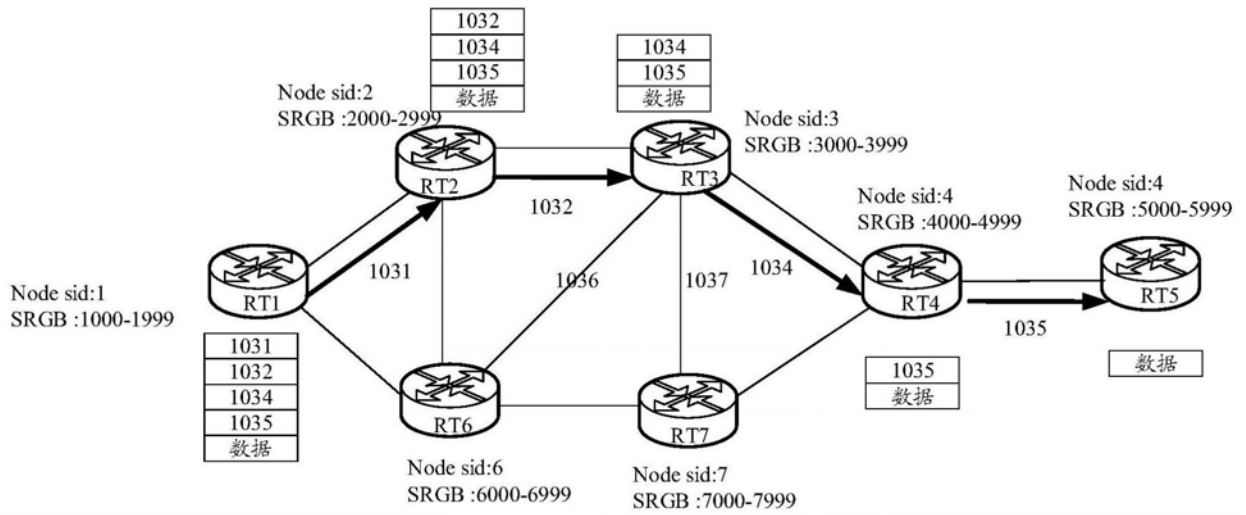 1032
1034
1035
数据
1034
1035
数据
Node sid:2
SRGB :2000-2999
RT2
1032
Node sid:3
SRGB :3000-3999
RT3
Node sid:4
SRGB :4000-4999
Node sid:4
SRGB :5000-5999
1031
1036
1037
1034
RT1
RT4
RT5
1035
Node sid:1
SRGB :1000-1999
1031
1032
1034
1035
数据
1035
数据
数据
RT6
RT7
Node sid:6
SRGB :6000-6999
Node sid:7
SRGB :7000-7999